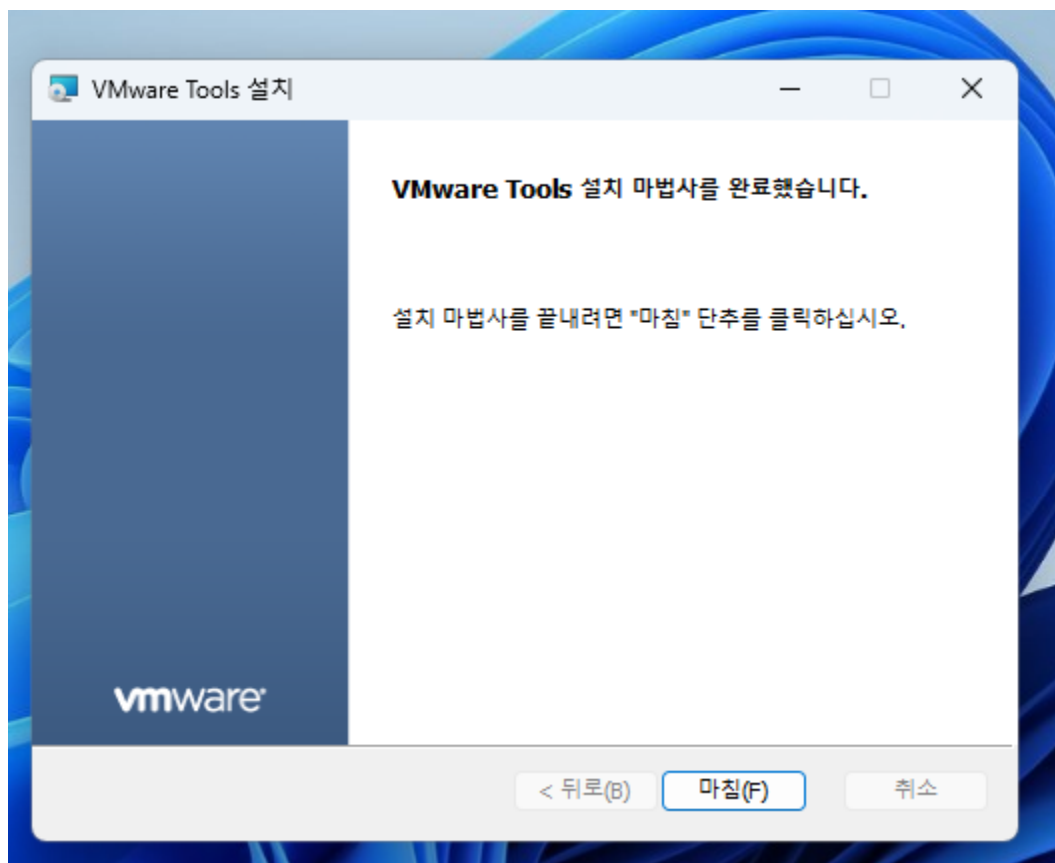 VMware Tools 설치
VMware Tools 설치 마법사를 완료했습니다.
설치 마법사를 끝내려면 "마침" 단추를 클릭하십시오.
vmware
< 뒤로(B)
마침(F)
취소